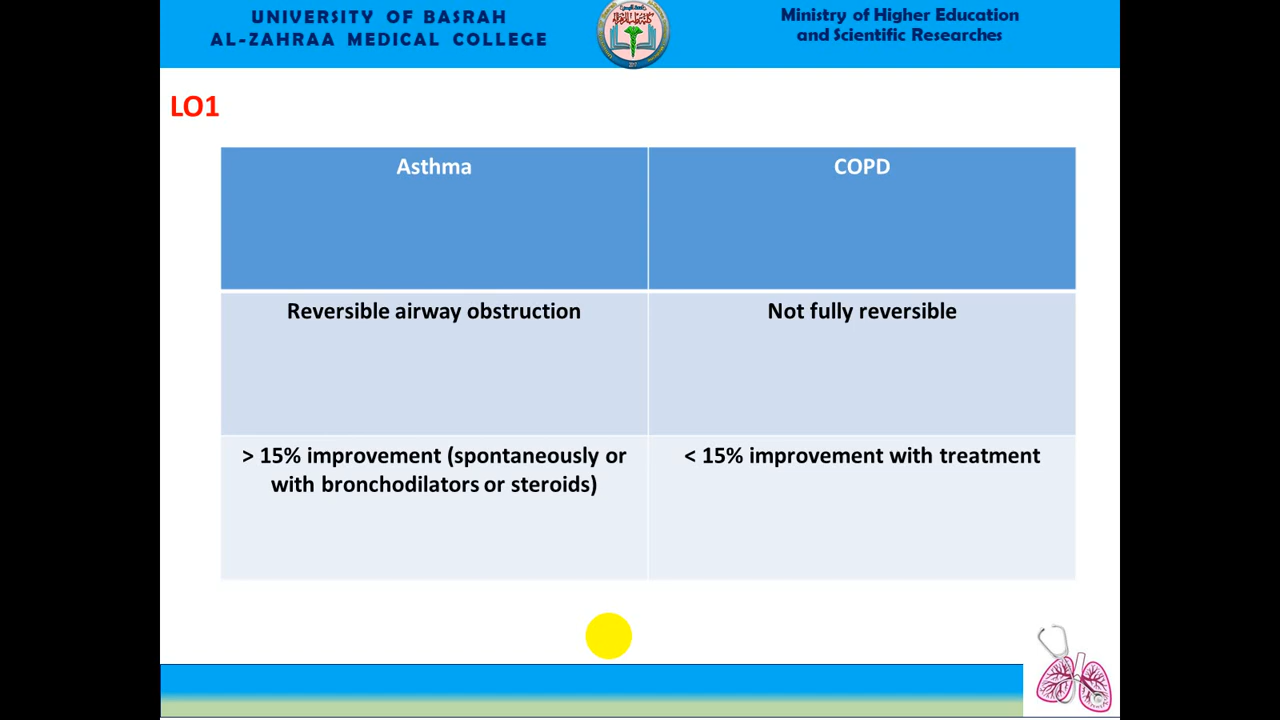 UNIVERSITY OF BASRAH
AL-ZAHRAA MEDICAL COLLEGE
Ministry of Higher Education
and Scientific Researches
LO1
Asthma
COPD
Reversible airway obstruction
Not fully reversible
> 15% improvement (spontaneously or
with bronchodilators or steroids)
< 15% improvement with treatment